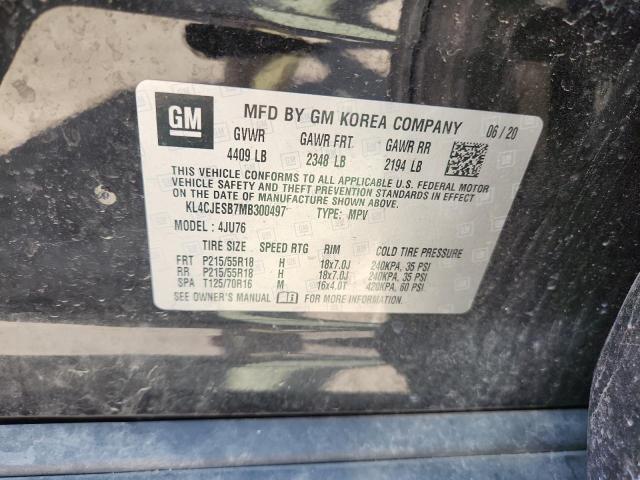 GM MFD BY GM KOREA COMPANY 06 / 20
GVWR GAWR FRT. GAWR RR
4409 LB 2348 LB 2194 LB
THIS VEHICLE CONFORMS TO ALL APPLICABLE U.S. FEDERAL MOTOR
VEHICLE SAFETY AND THEFT PREVENTION STANDARDS IN EFFECT
ON THE DATE OF MANUFACTURE SHOWN ABOVE.
KL4CJESB7MB300497 TYPE: MPV
MODEL : 4JU76
TIRE SIZE SPEED RTG RIM COLD TIRE PRESSURE
FRT P215/55R18 H 18x7.0J 240KPA, 35 PSI
RR P215/55R18 H 18x7.0J 240KPA, 35 PSI
SPA T125/70R16 M 16x4.0T 420KPA, 60 PSI
SEE OWNER'S MANUAL FOR MORE INFORMATION.